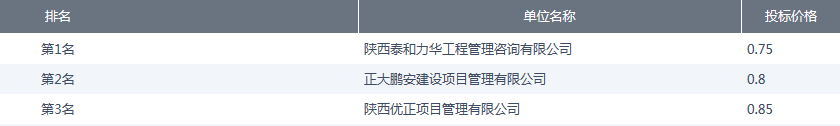 排名 单位名称 投标价格
第1名 陕西泰和力华工程管理咨询有限公司 0.75
第2名 正大鹏安建设项目管理有限公司 0.8
第3名 陕西优正项目管理有限公司 0.85